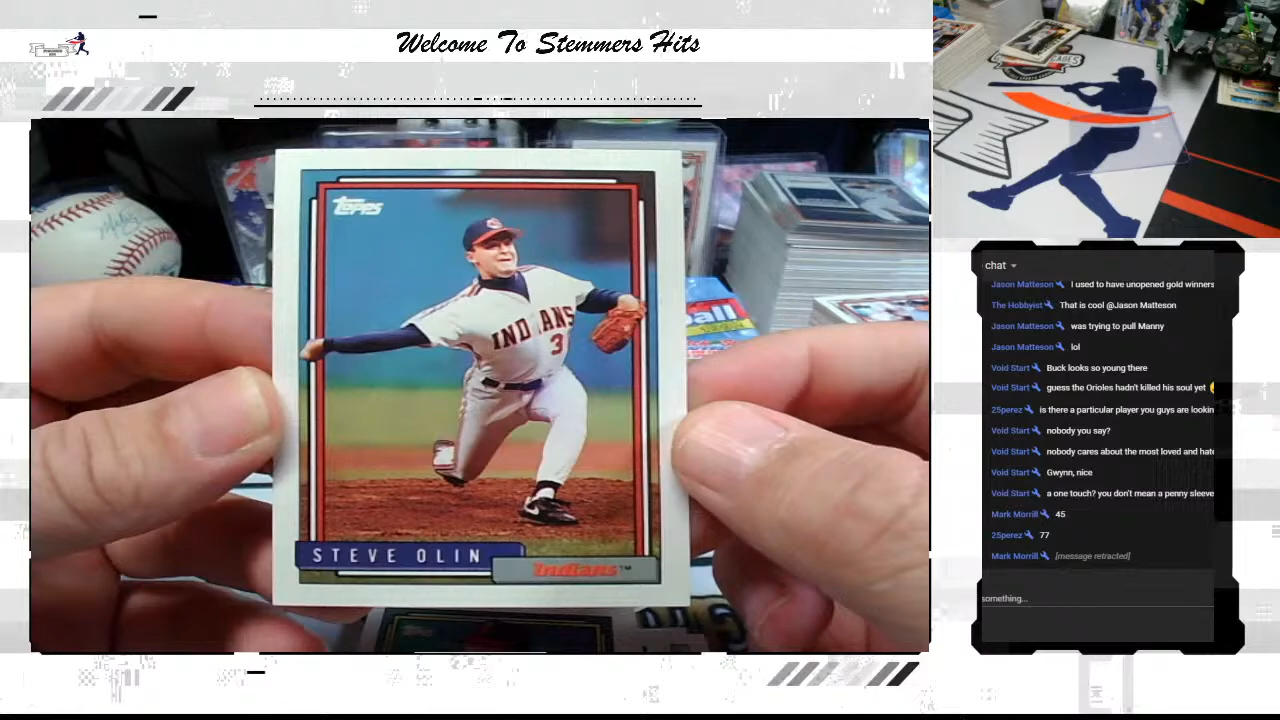 Welcome To Stemmers Hits
Topps
INDIANS
3
STEVE OLIN
Indians™
all
chat
Jason Matteson I used to have unopened gold winners
The Hobbyist That is cool @Jason Matteson
Jason Matteson was trying to pull Manny
Jason Matteson lol
Void Start Buck looks so young there
Void Start guess the Orioles hadn't killed his soul yet
25perez is there a particular player you guys are lookin
Void Start nobody you say?
Void Start nobody cares about the most loved and hate
Void Start Gwynn, nice
Void Start a one touch? you don't mean a penny sleeve
Mark Morrill 45
25perez 77
Mark Morrill [message retracted]
something...